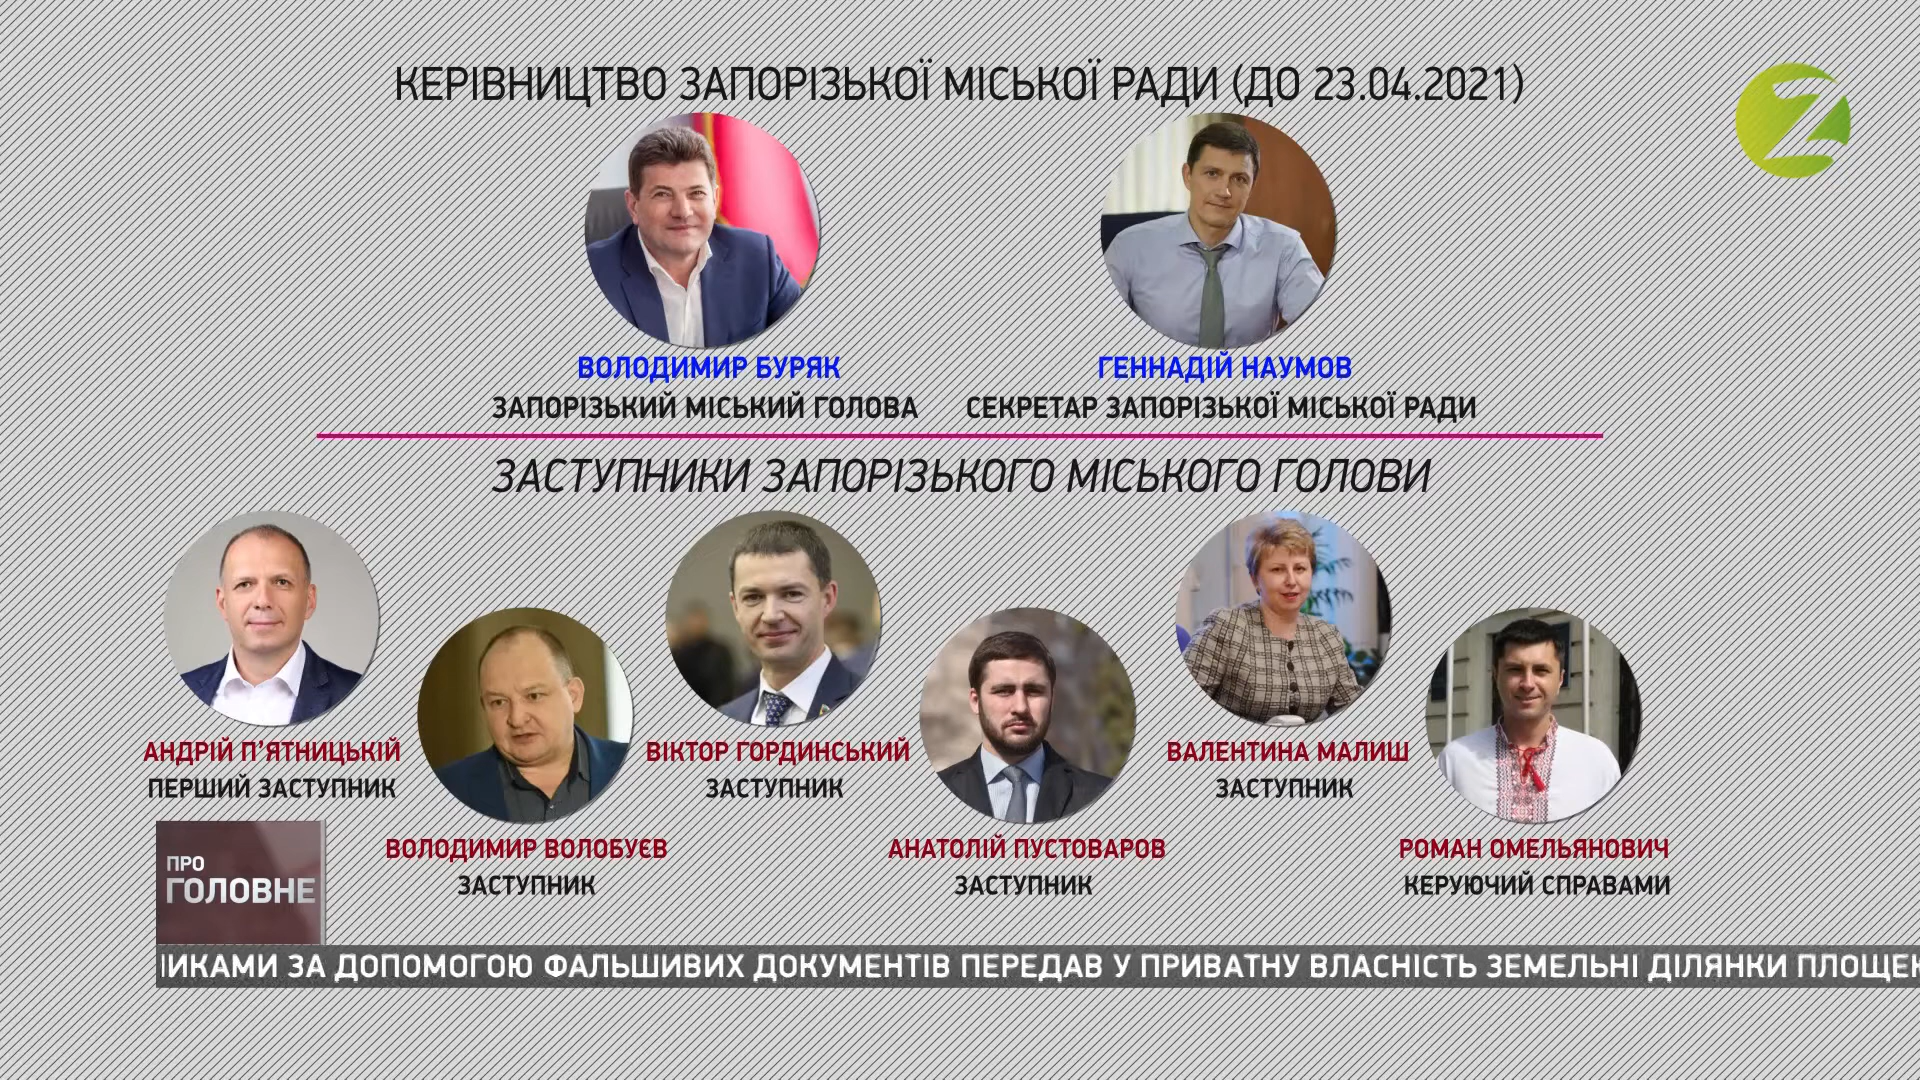 КЕРІВНИЦТВО ЗАПОРІЗЬКОЇ МІСЬКОЇ РАДИ (ДО 23.04.2021)
ВОЛОДИМИР БУРЯК
ЗАПОРІЗЬКИЙ МІСЬКИЙ ГОЛОВА
ГЕННАДІЙ НАУМОВ
СЕКРЕТАР ЗАПОРІЗЬКОЇ МІСЬКОЇ РАДИ
ЗАСТУПНИКИ ЗАПОРІЗЬКОГО МІСЬКОГО ГОЛОВИ
АНДРІЙ П'ЯТНИЦЬКІЙ
ПЕРШИЙ ЗАСТУПНИК
ВОЛОДИМИР ВОЛОБУЄВ
ЗАСТУПНИК
ВІКТОР ГОРДИНСЬКИЙ
ЗАСТУПНИК
АНАТОЛІЙ ПУСТОВАРОВ
ЗАСТУПНИК
ВАЛЕНТИНА МАЛИШ
ЗАСТУПНИК
РОМАН ОМЕЛЬЯНОВИЧ
КЕРУЮЧИЙ СПРАВАМИ
ПРО
ГОЛОВНЕ
ИКАМИ ЗА ДОПОМОГОЮ ФАЛЬШИВИХ ДОКУМЕНТІВ ПЕРЕДАВ У ПРИВАТНУ ВЛАСНІСТЬ ЗЕМЕЛЬНІ ДІЛЯНКИ ПЛОЩЕ